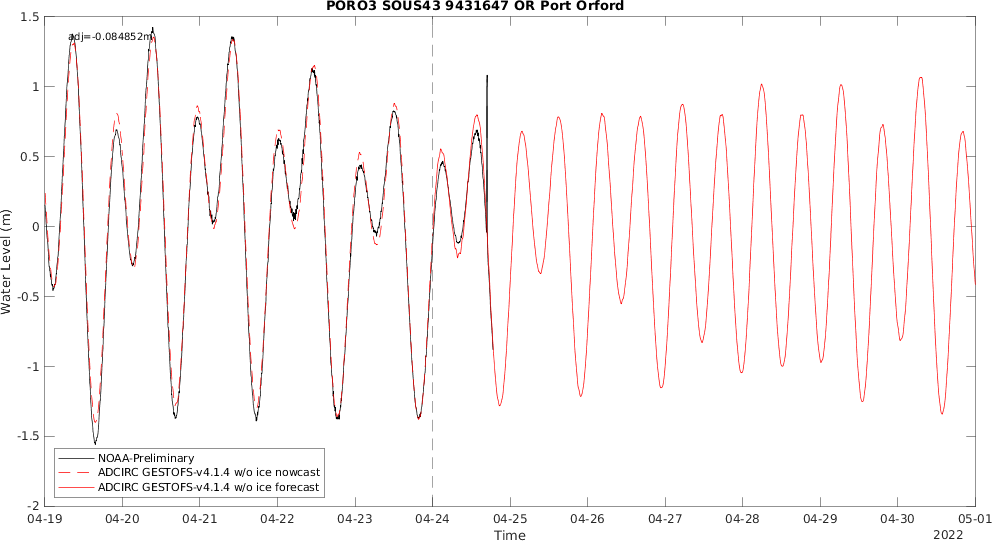 PORO3 SOUS43 9431647 OR Port Orford
adj=-0.084852m
1.5
1
0.5
0
-0.5
-1
-1.5
-2
Water Level (m)
NOAA-Preliminary
ADCIRC GESTOFS-v4.1.4 w/o ice nowcast
ADCIRC GESTOFS-v4.1.4 w/o ice forecast
04-19 04-20 04-21 04-22 04-23 04-24 04-25 04-26 04-27 04-28 04-29 04-30 05-01
Time
2022